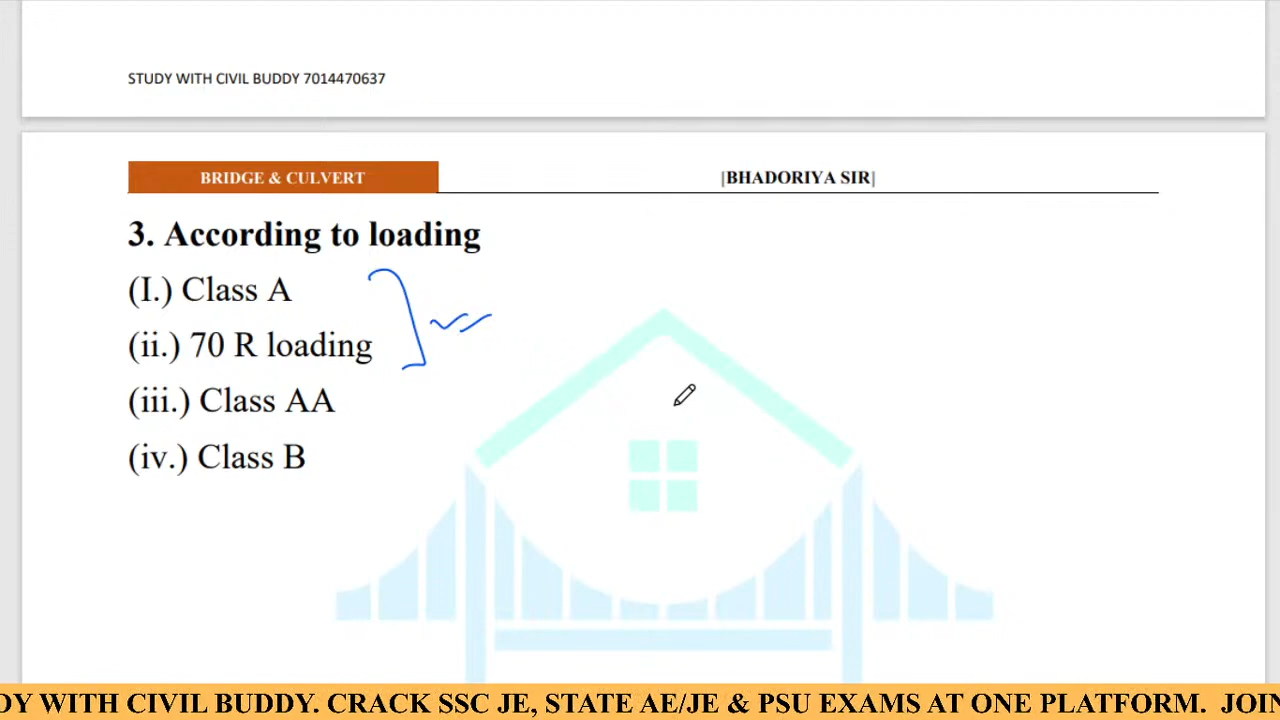 STUDY WITH CIVIL BUDDY 7014470637
BRIDGE & CULVERT
|BHADORIYA SIR|
3. According to loading
(I.) Class A
(ii.) 70 R loading
(iii.) Class AA
(iv.) Class B
DY WITH CIVIL BUDDY. CRACK SSC JE, STATE AE/JE & PSU EXAMS AT ONE PLATFORM. JOIN